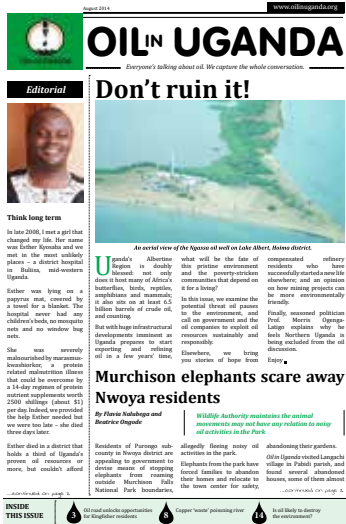 August 2014
www.oilinuganda.org
OIL IN UGANDA
Everyone's talking about oil. We capture the whole conversation.
Editorial
Think long term
In late 2008, I met a girl that
changed my life. Her name
was Esther Kyosaba and we
met in the most unlikely
places – a district hospital
in Buliisa, mid-western
Uganda.
Esther was lying on a
papyrus mat, covered by
a towel for a blanket. The
hospital never had any
children's beds, no mosquito
nets and no window bug
nets.
She was severely
malnourished by marasmus-
kwashiorkor; a protein
related malnutrition illness
that could be overcome by
a 14-day regimen of protein
nutrient supplements worth
2500 shillings (about $1)
per day. Indeed, we provided
the help Esther needed but
we were too late – she died
three days later.
Esther died in a district that
holds a third of Uganda's
proven oil resources or
more, but couldn't afford
...continued on page 2
Don't ruin it!
An aerial view of the Ngassa oil well on Lake Albert, Hoima district.
Uganda's Albertine
Region is doubly
blessed: not only
does it host many of Africa's
butterflies, birds, reptiles,
amphibians and mammals;
it also sits on at least 6.5
billion barrels of crude oil,
and counting.
But with huge infrastructural
developments imminent as
Uganda prepares to start
exporting and refining
oil in a few years' time,
what will be the fate of
this pristine environment
and the poverty-stricken
communities that depend on
it for a living?
In this issue, we examine the
potential threat oil poses
to the environment, and
call on government and the
oil companies to exploit oil
resources sustainably and
responsibly.
Elsewhere, we bring
you stories of hope from
compensated refinery
residents who have
successfully started a new life
elsewhere; and an opinion
on how mining projects can
be more environmentally
friendly.
Finally, seasoned politician
Prof. Morris Ogenga-
Latigo explains why he
feels Northern Uganda is
being excluded from the oil
discussion.
Enjoy
Murchison elephants scare away
Nwoya residents
By Flavia Nalubega and
Beatrice Ongode
Wildlife Authority maintains the animal
movements may not have any relation to noisy
oil activities in the Park
Residents of Purongo sub-
county in Nwoya district are
appealing to government to
devise means of stopping
elephants from roaming
outside Murchison Falls
National Park boundaries,
allegedly fleeing noisy oil
activities in the park.
Elephants from the park have
forced families to abandon
their homes and relocate to
the town center for safety,
abandoning their gardens.
Oil in Uganda visited Langachi
village in Pabidi parish, and
found several abandoned
houses, some of them almost
...continued on page 2
INSIDE
THIS ISSUE
3 Oil road unlocks opportunities
for Kingfisher residents
8 Copper 'waste' poisoning river
14 Is oil likely to destroy
the environment?